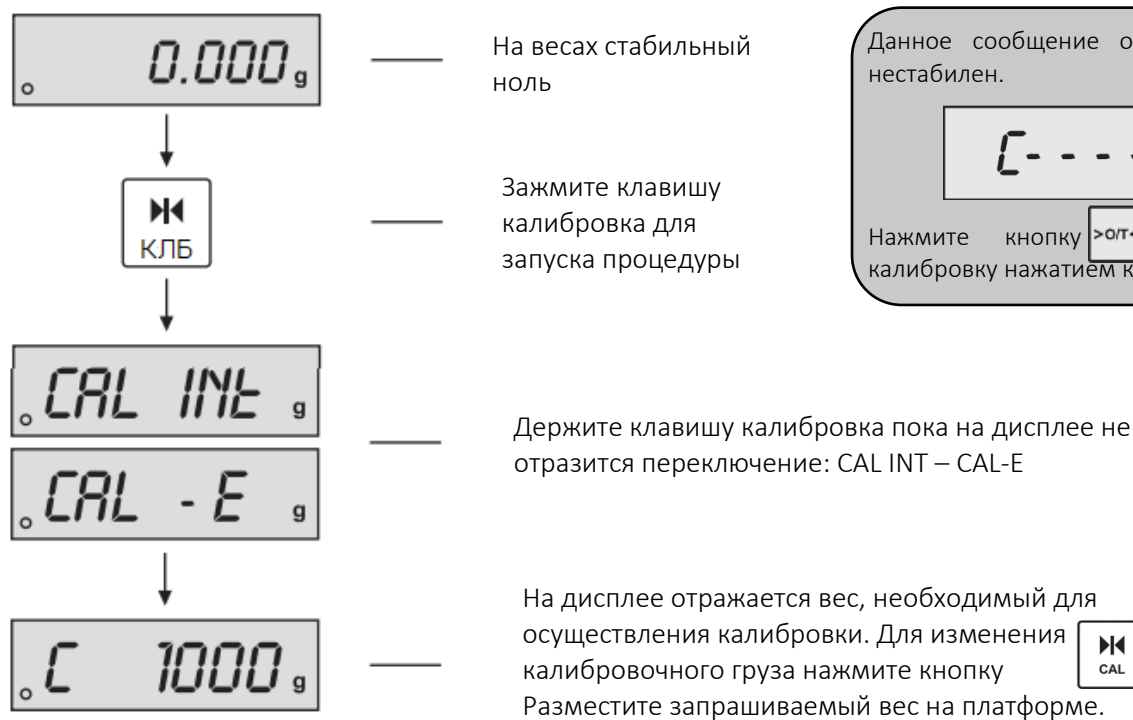 0.000 g
На весах стабильный
ноль
Данное сообщение
нестабилен.
C- - - -
КЛБ
Зажмите клавишу
калибровка для
запуска процедуры
Нажмите кнопку >0/T<
калибровку нажатием
CAL INt g
CAL -E g
Держите клавишу калибровка пока на дисплее не
отразится переключение: CAL INT – CAL-E
C 1000 g
На дисплее отражается вес, необходимый для
осуществления калибровки. Для изменения
калибровочного груза нажмите кнопку
CAL
Разместите запрашиваемый вес на платформе.